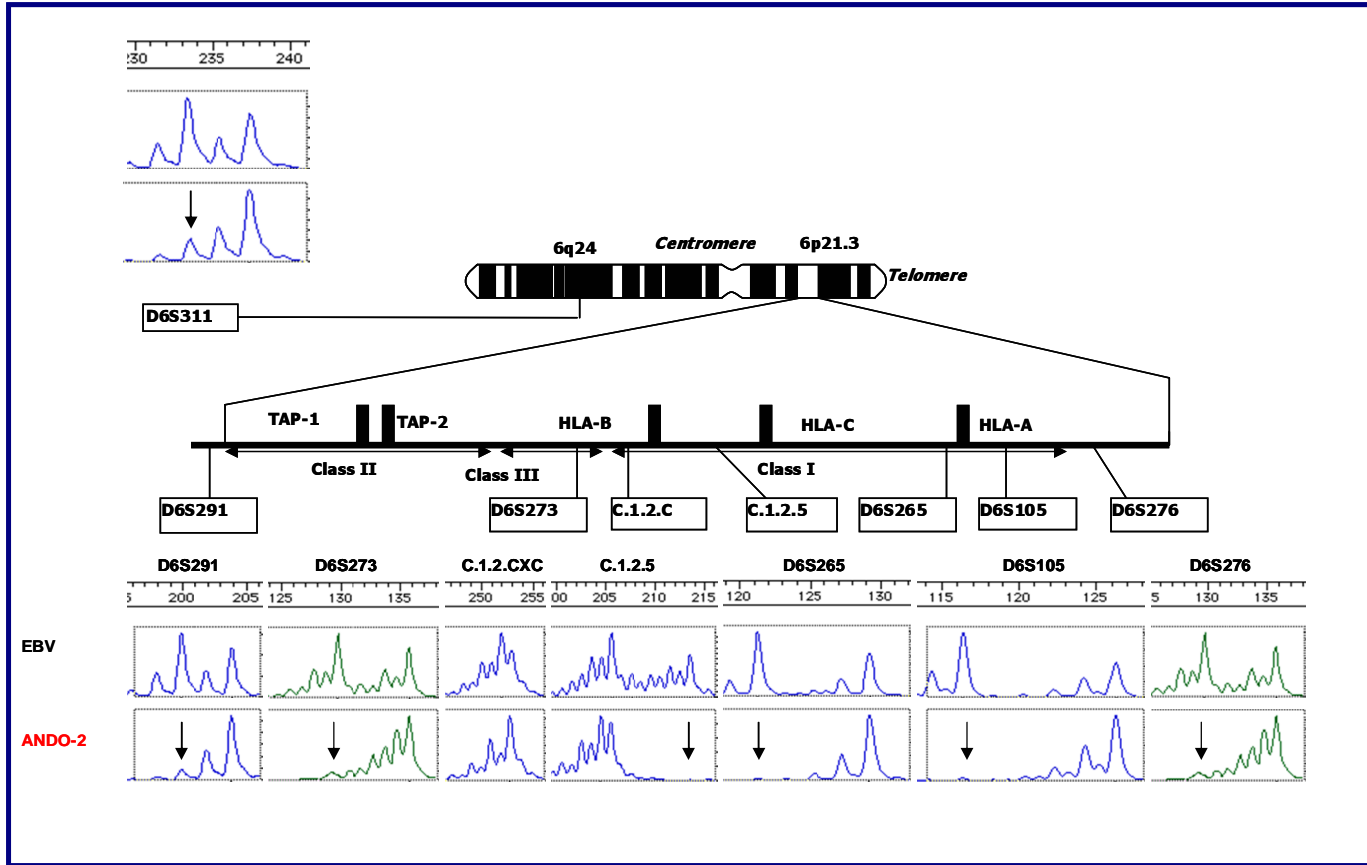 230 235 240
6q24 Centromere 6p21.3
Telomere
D6S311
TAP-1 TAP-2 HLA-B HLA-C HLA-A
Class II Class III Class I
D6S291 D6S273 C.1.2.C C.1.2.5 D6S265 D6S105 D6S276
D6S291 D6S273 C.1.2.CXC C.1.2.5 D6S265 D6S105 D6S276
5 200 205 125 130 135 250 255 00 205 210 215 120 125 130 115 120 125 5 130 135
EBV
ANDO-2